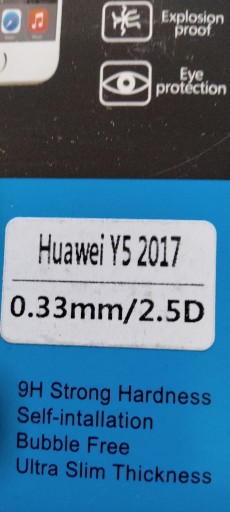 Explosion
proof
Eye
protection
Huawei Y5 2017
0.33mm/2.5D
9H Strong Hardness
Self-intallation
Bubble Free
Ultra Slim Thickness